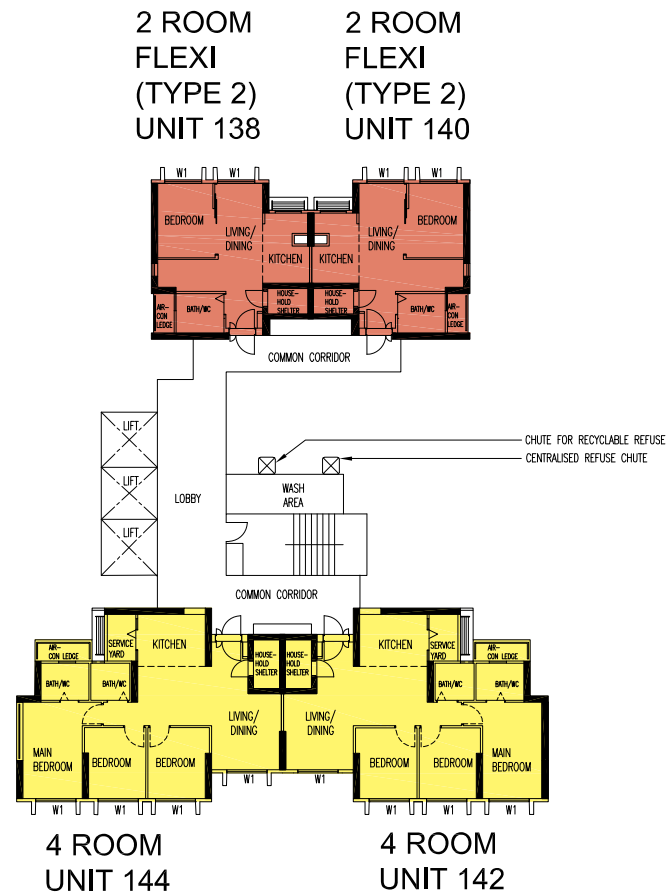 2 ROOM
FLEXI
(TYPE 2)
UNIT 138
2 ROOM
FLEXI
(TYPE 2)
UNIT 140
W1
W1
W1
W1
BEDROOM
LIVING/
DINING
KITCHEN
KITCHEN
LIVING/
DINING
BEDROOM
AIR-
CON
LEDGE
BATH/WC
HOUSE-
HOLD
SHELTER
HOUSE-
HOLD
SHELTER
BATH/WC
AIR-
CON
LEDGE
COMMON CORRIDOR
LIFT
LIFT
LIFT
LOBBY
CHUTE FOR RECYCLABLE REFUSE
CENTRALISED REFUSE CHUTE
WASH
AREA
COMMON CORRIDOR
AIR-
CON LEDGE
SERVICE
YARD
KITCHEN
HOUSE-
HOLD
SHELTER
HOUSE-
HOLD
SHELTER
KITCHEN
SERVICE
YARD
AIR-
CON LEDGE
BATH/WC
BATH/WC
BATH/WC
BATH/WC
MAIN
BEDROOM
BEDROOM
BEDROOM
LIVING/
DINING
LIVING/
DINING
BEDROOM
BEDROOM
MAIN
BEDROOM
W1
W1
W1
W1
W1
W1
W1
W1
4 ROOM
UNIT 144
4 ROOM
UNIT 142